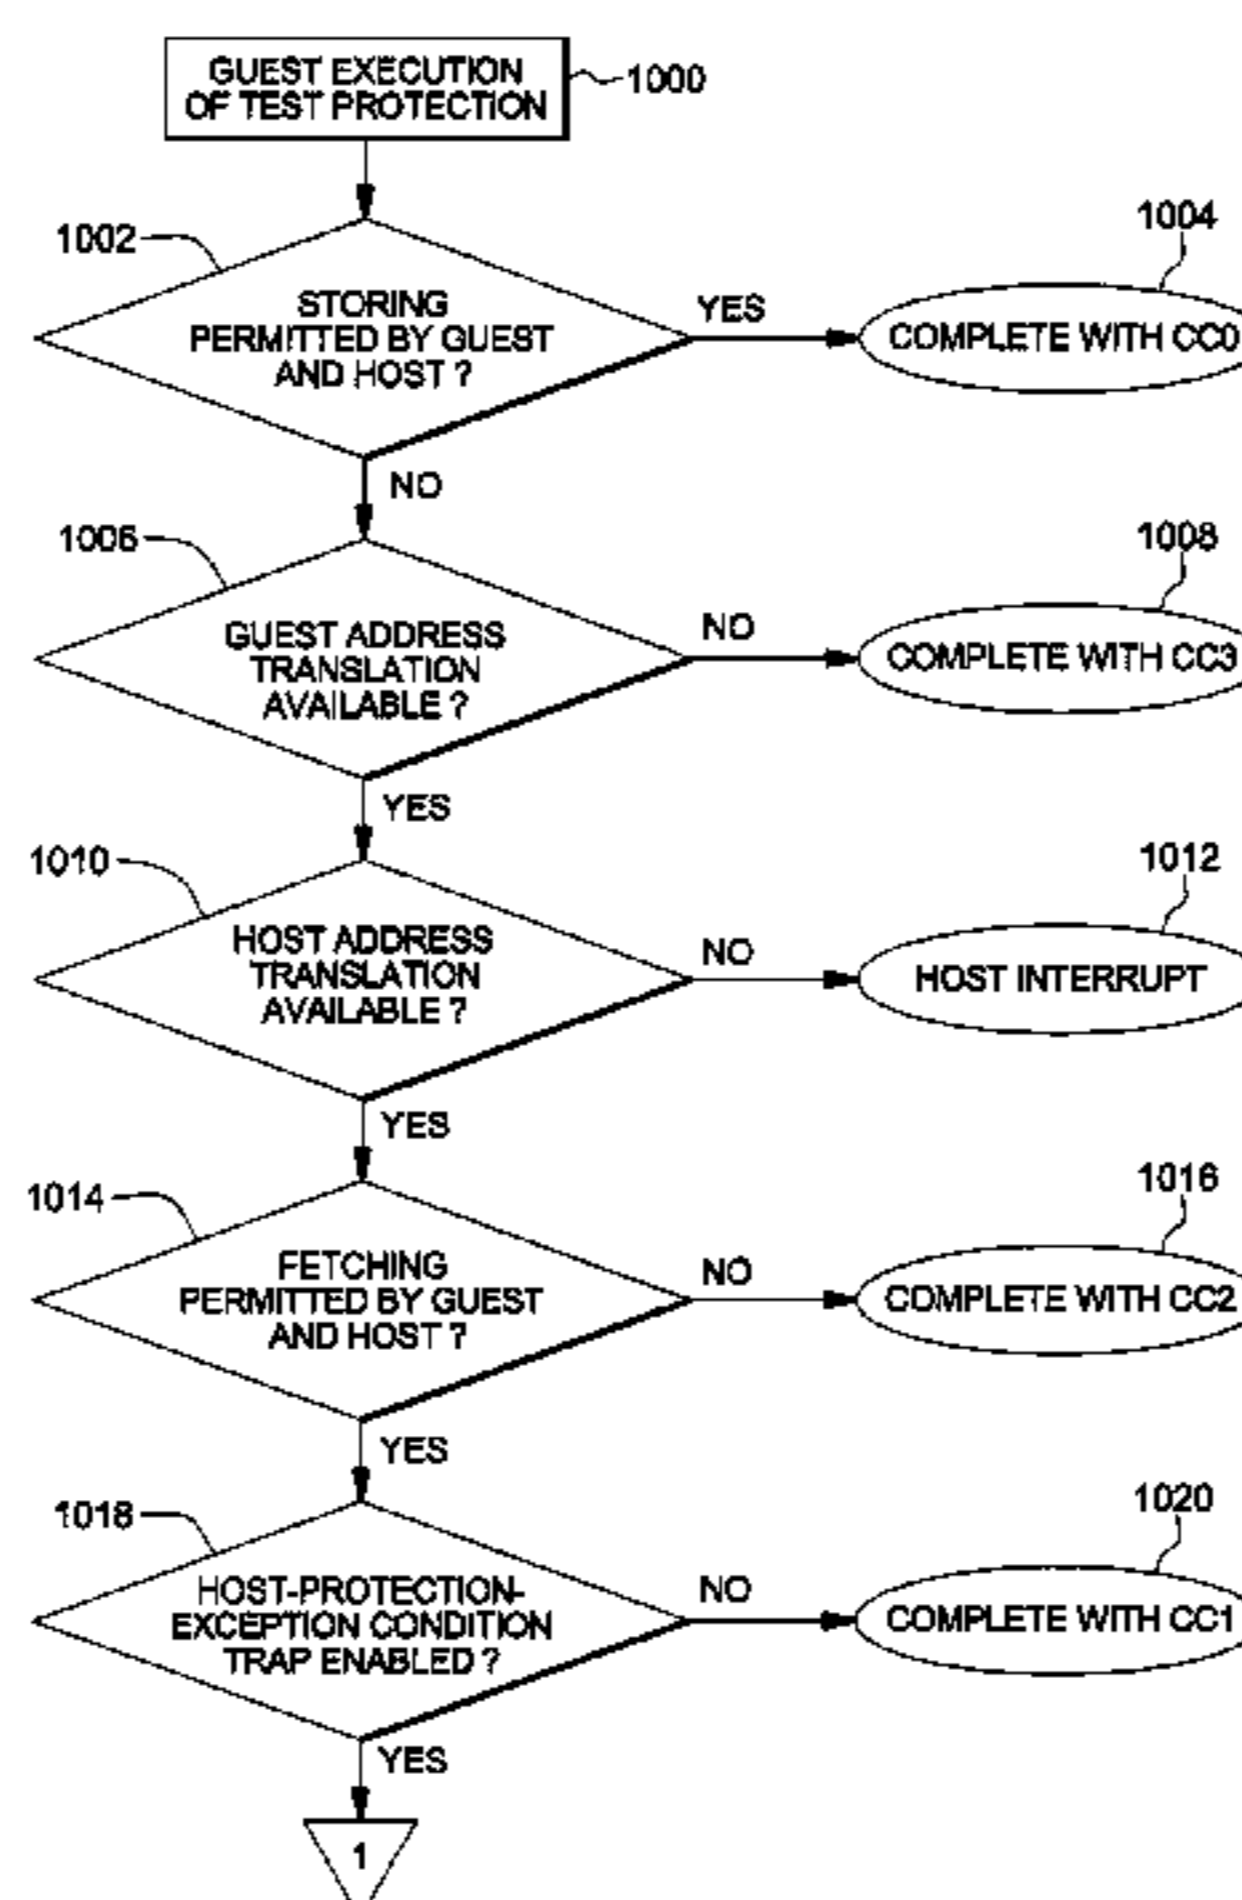 GUEST EXECUTION
OF TEST PROTECTION
1000
1002
STORING
PERMITTED BY GUEST
AND HOST ?
YES
1004
COMPLETE WITH CC0
NO
1006
GUEST ADDRESS
TRANSLATION
AVAILABLE ?
NO
1008
COMPLETE WITH CC3
YES
1010
HOST ADDRESS
TRANSLATION
AVAILABLE ?
NO
1012
HOST INTERRUPT
YES
1014
FETCHING
PERMITTED BY GUEST
AND HOST ?
NO
1016
COMPLETE WITH CC2
YES
1018
HOST-PROTECTION-
EXCEPTION CONDITION
TRAP ENABLED ?
NO
1020
COMPLETE WITH CC1
YES
1